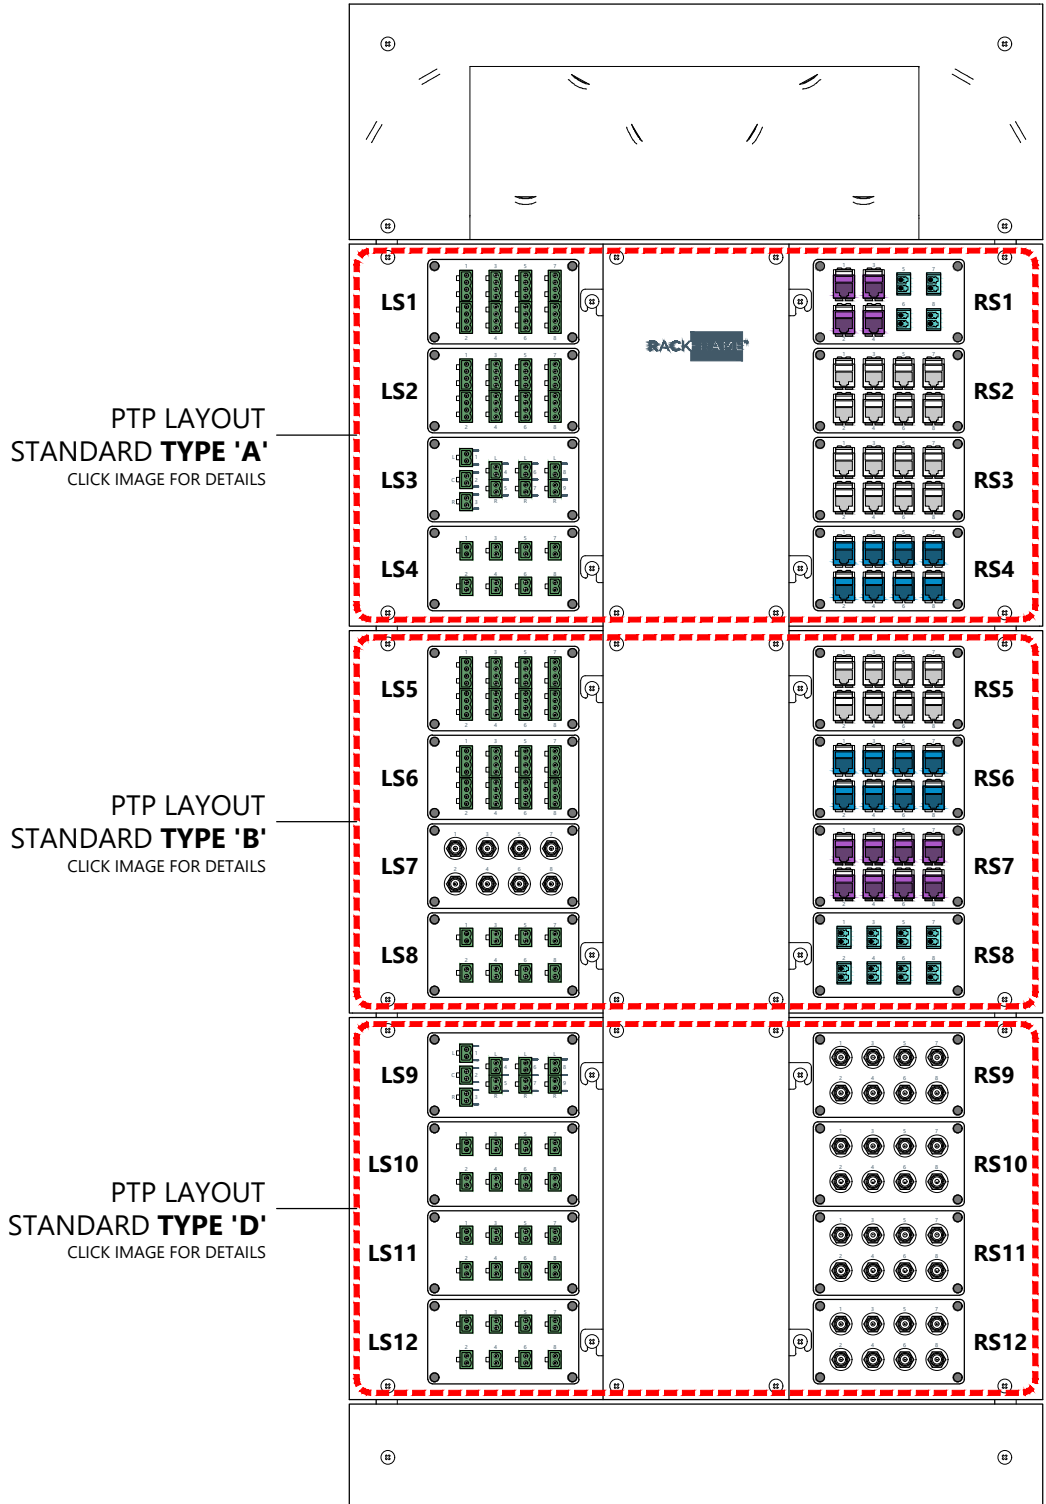 LS1
RACK
RS1
LS2
RS2
PTP LAYOUT
STANDARD TYPE 'A'
CLICK IMAGE FOR DETAILS
LS3
RS3
LS4
RS4
LS5
RS5
LS6
RS6
PTP LAYOUT
STANDARD TYPE 'B'
CLICK IMAGE FOR DETAILS
LS7
RS7
LS8
RS8
LS9
RS9
LS10
RS10
PTP LAYOUT
STANDARD TYPE 'D'
CLICK IMAGE FOR DETAILS
LS11
RS11
LS12
RS12